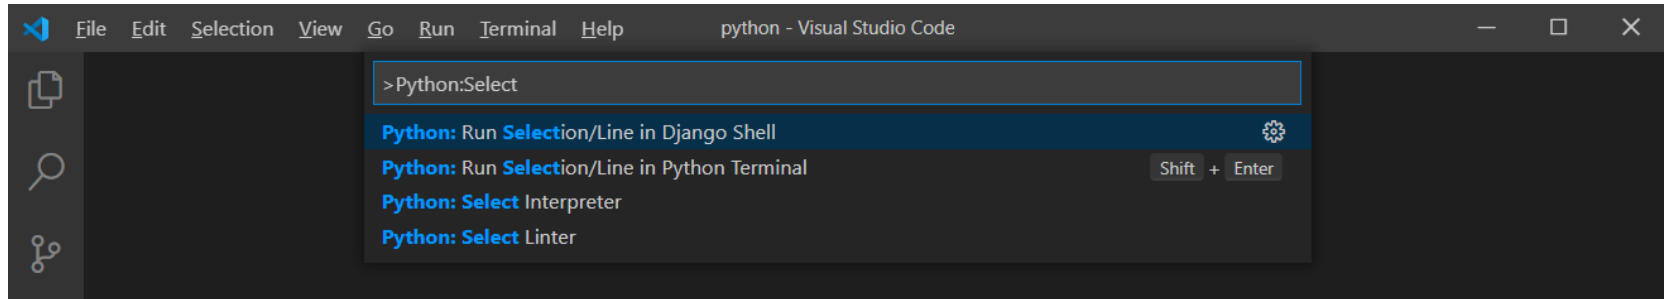 File Edit Selection View Go Run Terminal Help python - Visual Studio Code
>Python:Select
Python: Run Selection/Line in Django Shell
Python: Run Selection/Line in Python Terminal Shift + Enter
Python: Select Interpreter
Python: Select Linter